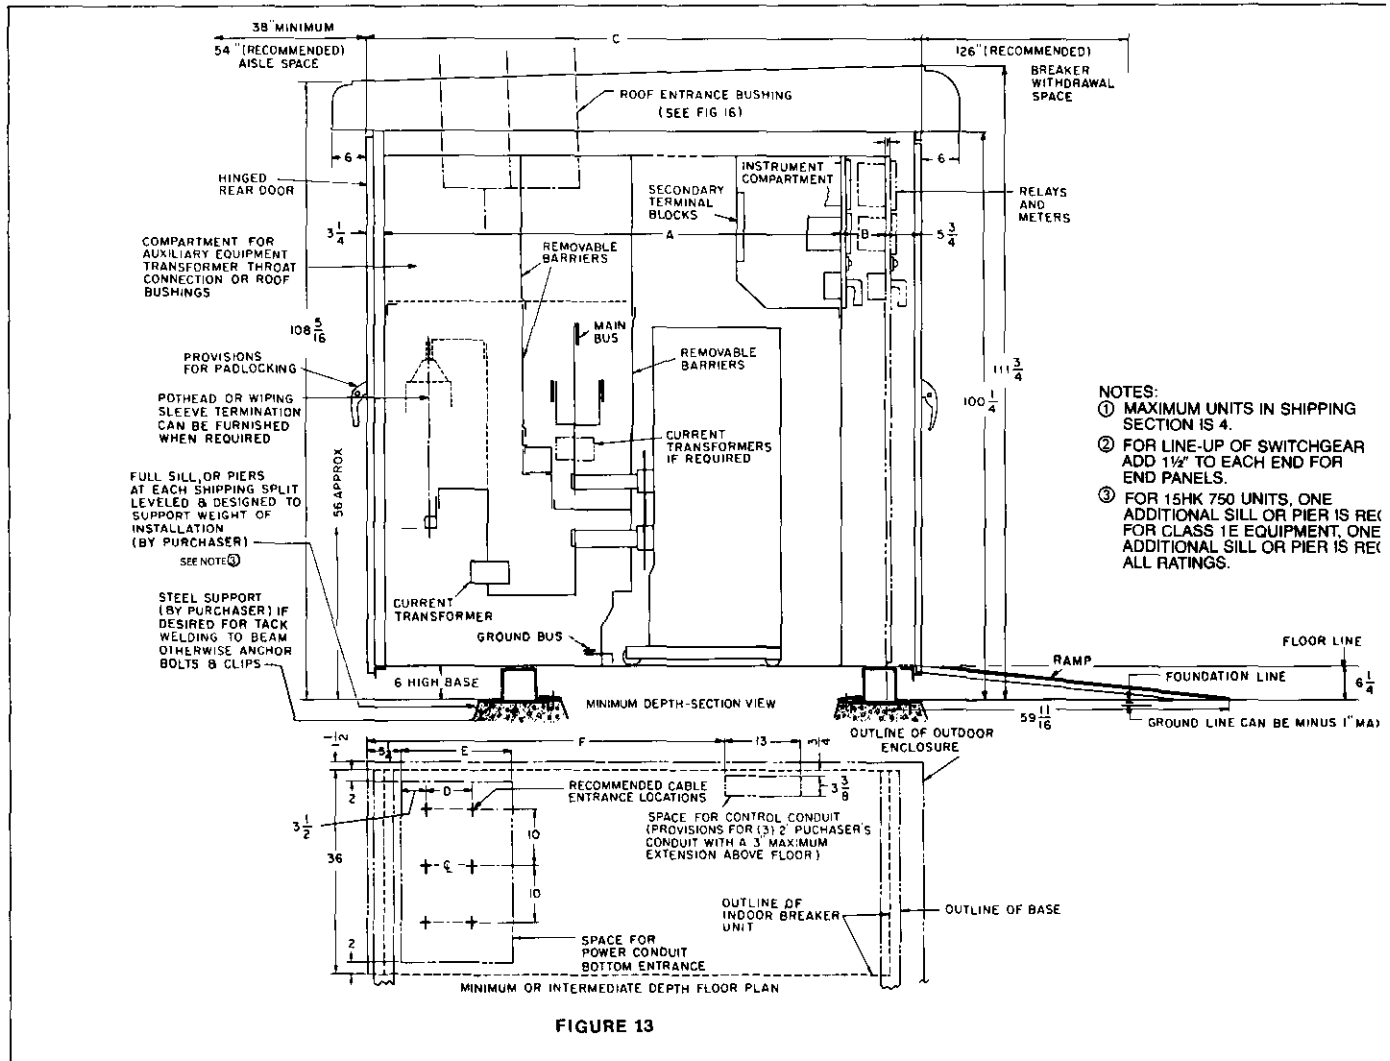 38" MINIMUM
54" (RECOMMENDED)
AISLE SPACE
C
126" (RECOMMENDED)
BREAKER
WITHDRAWAL
SPACE
ROOF ENTRANCE BUSHING
(SEE FIG 16)
6
6
HINGED
REAR DOOR
SECONDARY
TERMINAL
BLOCKS
INSTRUMENT
COMPARTMENT
RELAYS
AND
METERS
3 1/4
A
B
5 3/4
COMPARTMENT FOR
AUXILIARY EQUIPMENT
TRANSFORMER THROAT
CONNECTION OR ROOF
BUSHINGS
REMOVABLE
BARRIERS
108 5/16
MAIN
BUS
REMOVABLE
BARRIERS
PROVISIONS
FOR PADLOCKING
111 3/4
100 1/4
POTHEAD OR WIPING
SLEEVE TERMINATION
CAN BE FURNISHED
WHEN REQUIRED
CURRENT
TRANSFORMERS
IF REQUIRED
NOTES:
① MAXIMUM UNITS IN SHIPPING
SECTION IS 4.
② FOR LINE-UP OF SWITCHGEAR
ADD 1½" TO EACH END FOR
END PANELS.
③ FOR 15HK 750 UNITS, ONE
ADDITIONAL SILL OR PIER IS REC
FOR CLASS 1E EQUIPMENT, ONE
ADDITIONAL SILL OR PIER IS REC
ALL RATINGS.
56 APPROX
FULL SILL, OR PIERS
AT EACH SHIPPING SPLIT
LEVELED & DESIGNED TO
SUPPORT WEIGHT OF
INSTALLATION
(BY PURCHASER)
SEE NOTE ③
STEEL SUPPORT
(BY PURCHASER) IF
DESIRED FOR TACK
WELDING TO BEAM
OTHERWISE ANCHOR
BOLTS & CLIPS
CURRENT
TRANSFORMER
GROUND BUS
6 HIGH BASE
MINIMUM DEPTH-SECTION VIEW
FLOOR LINE
RAMP
FOUNDATION LINE
6 1/4
59 11/16
GROUND LINE CAN BE MINUS 1" MA
OUTLINE OF OUTDOOR
ENCLOSURE
1/2
5 1/4
E
F
13
3/4
2
D
3 1/2
36
RECOMMENDED CABLE
ENTRANCE LOCATIONS
3 3/8
SPACE FOR CONTROL CONDUIT
(PROVISIONS FOR (3) 2" PUCHASER'S
CONDUIT WITH A 3" MAXIMUM
EXTENSION ABOVE FLOOR)
10
℄
10
OUTLINE OF
INDOOR BREAKER
UNIT
OUTLINE OF BASE
2
SPACE FOR
POWER CONDUIT
BOTTOM ENTRANCE
MINIMUM OR INTERMEDIATE DEPTH FLOOR PLAN
FIGURE 13